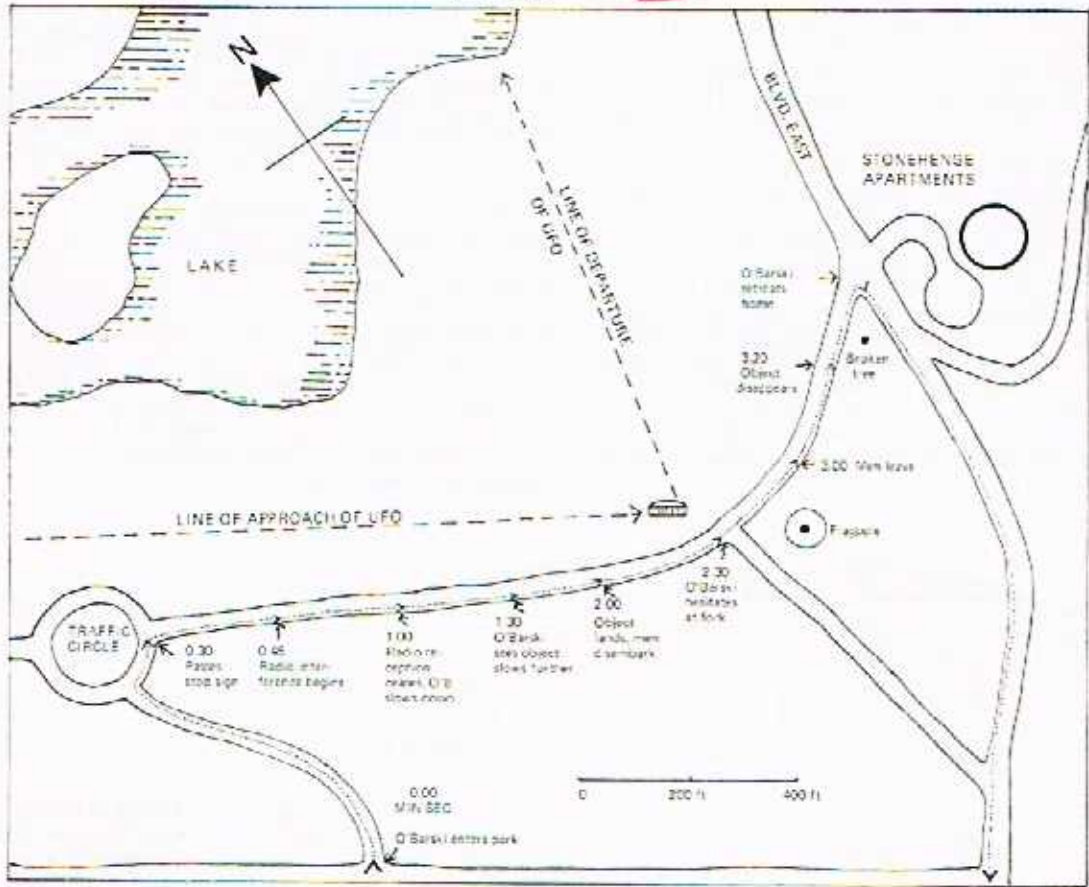 N
BLVD. EAST
STONEHENGE
APARTMENTS
LINE OF DEPARTURE
OF UFO
LAKE
O'Barski
retreats
home
3.20
Object
disappears
Broken
tree
3.00 Men leave
LINE OF APPROACH OF UFO
Flagpole
2.30
O'Barski
hesitates
at fork
TRAFFIC
CIRCLE
0.30
Passes
stop sign
0.45
Radio inter-
ference begins
1.00
Radio re-
ception
ceases, O'B
slows down
1.30
O'Barski
sees object
slows further
2.00
Object
lands, men
disembark
0.00
MIN SEC
O'Barski enters park
0 200 ft 400 ft